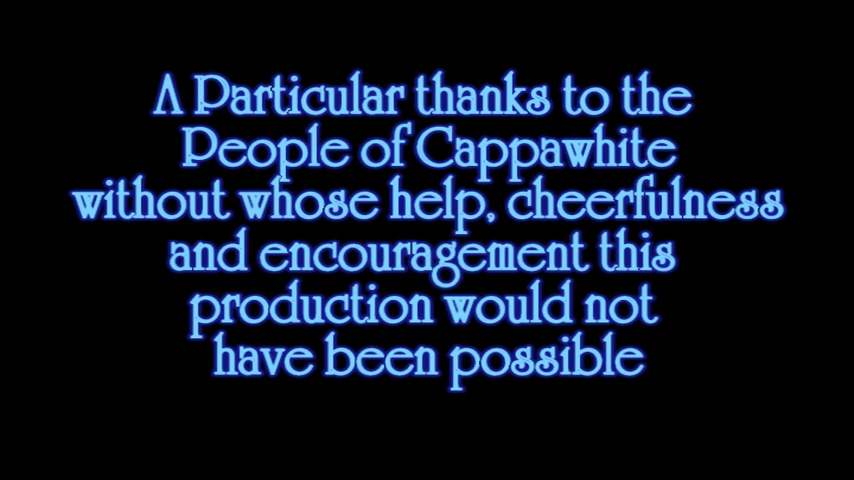 A Particular thanks to the
People of Cappawhite
without whose help, cheerfulness
and encouragement this
production would not
have been possible